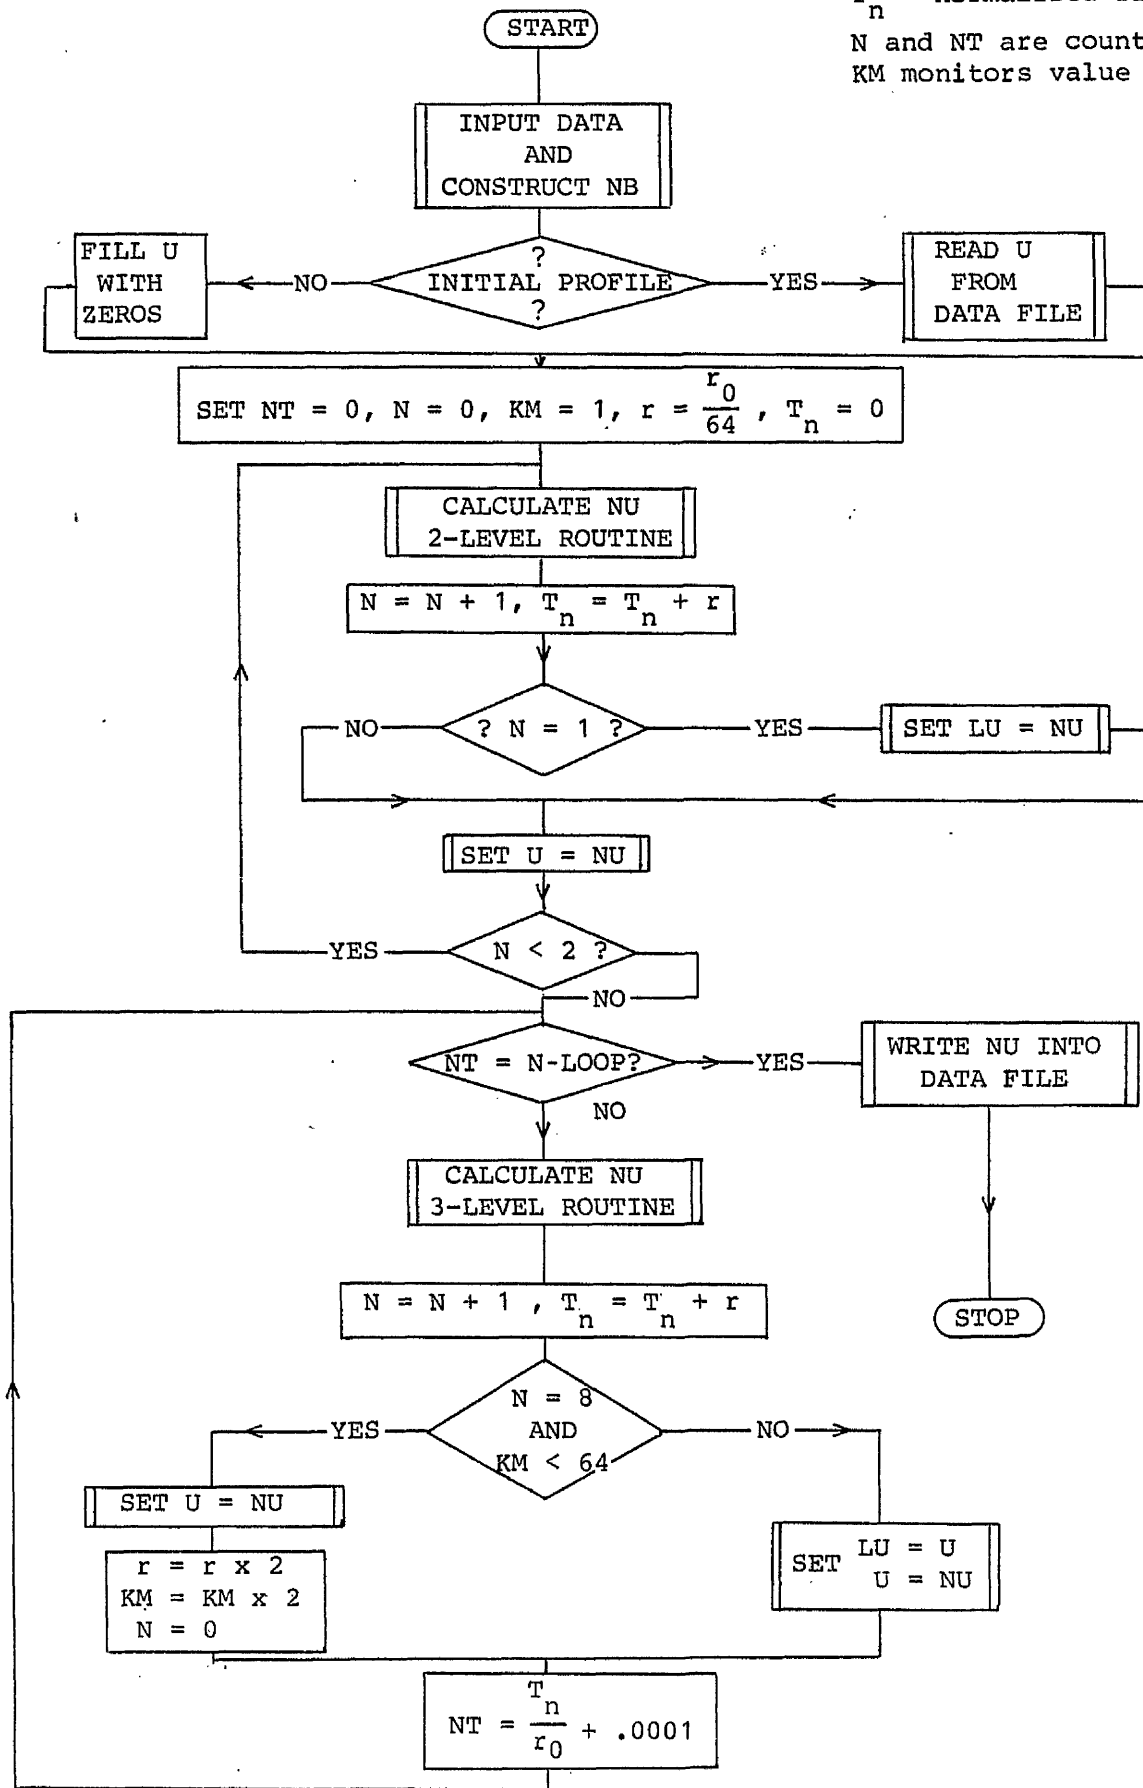 n
N and NT are count
KM monitors value
START
INPUT DATA
AND
CONSTRUCT NB
?
INITIAL PROFILE
?
NO
YES
FILL U
WITH
ZEROS
READ U
FROM
DATA FILE
SET NT = 0, N = 0, KM = 1, r = r0/64 , Tn = 0
CALCULATE NU
2-LEVEL ROUTINE
N = N + 1, Tn = Tn + r
NO
? N = 1 ?
YES
SET LU = NU
SET U = NU
YES
N < 2 ?
NO
NT = N-LOOP?
YES
WRITE NU INTO
DATA FILE
NO
CALCULATE NU
3-LEVEL ROUTINE
N = N + 1 , Tn = Tn + r
STOP
N = 8
AND
KM < 64
YES
NO
SET U = NU
r = r x 2
KM = KM x 2
N = 0
SET LU = U
U = NU
NT = Tn/r0 + .0001